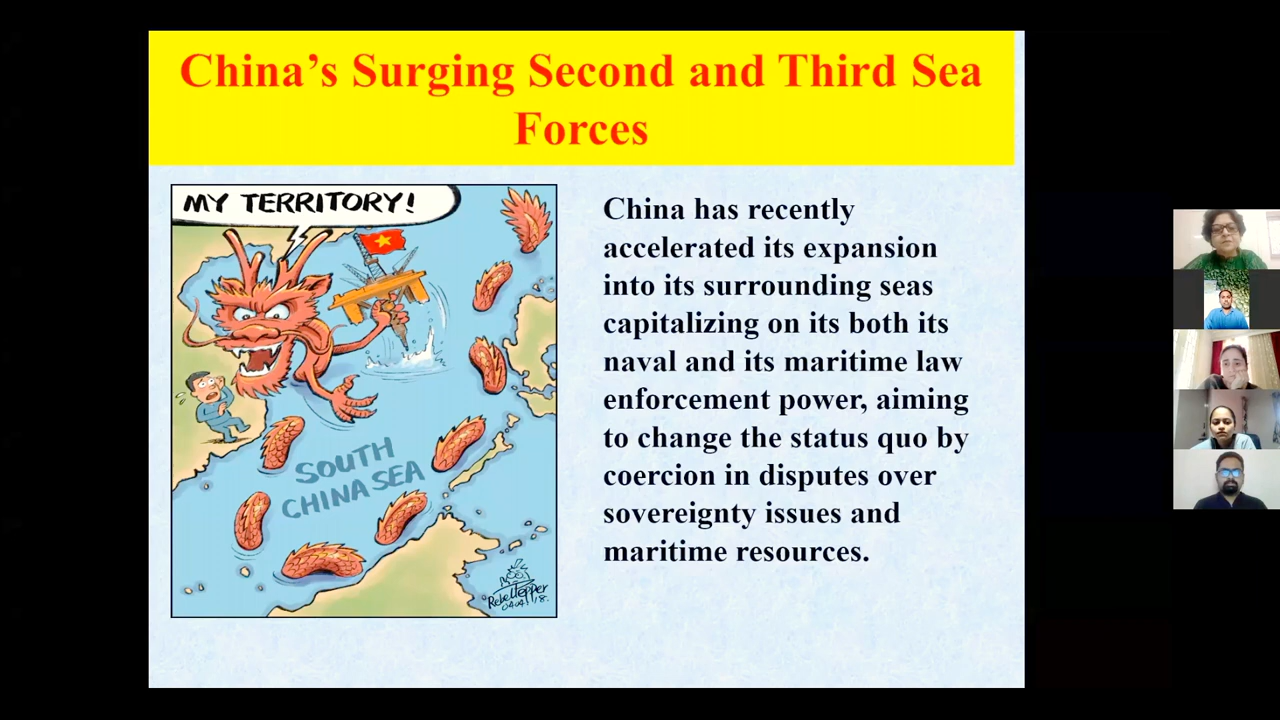 China’s Surging Second and Third Sea
Forces
MY TERRITORY!
SOUTH
CHINA SEA
China has recently
accelerated its expansion
into its surrounding seas
capitalizing on its both its
naval and its maritime law
enforcement power, aiming
to change the status quo by
coercion in disputes over
sovereignty issues and
maritime resources.